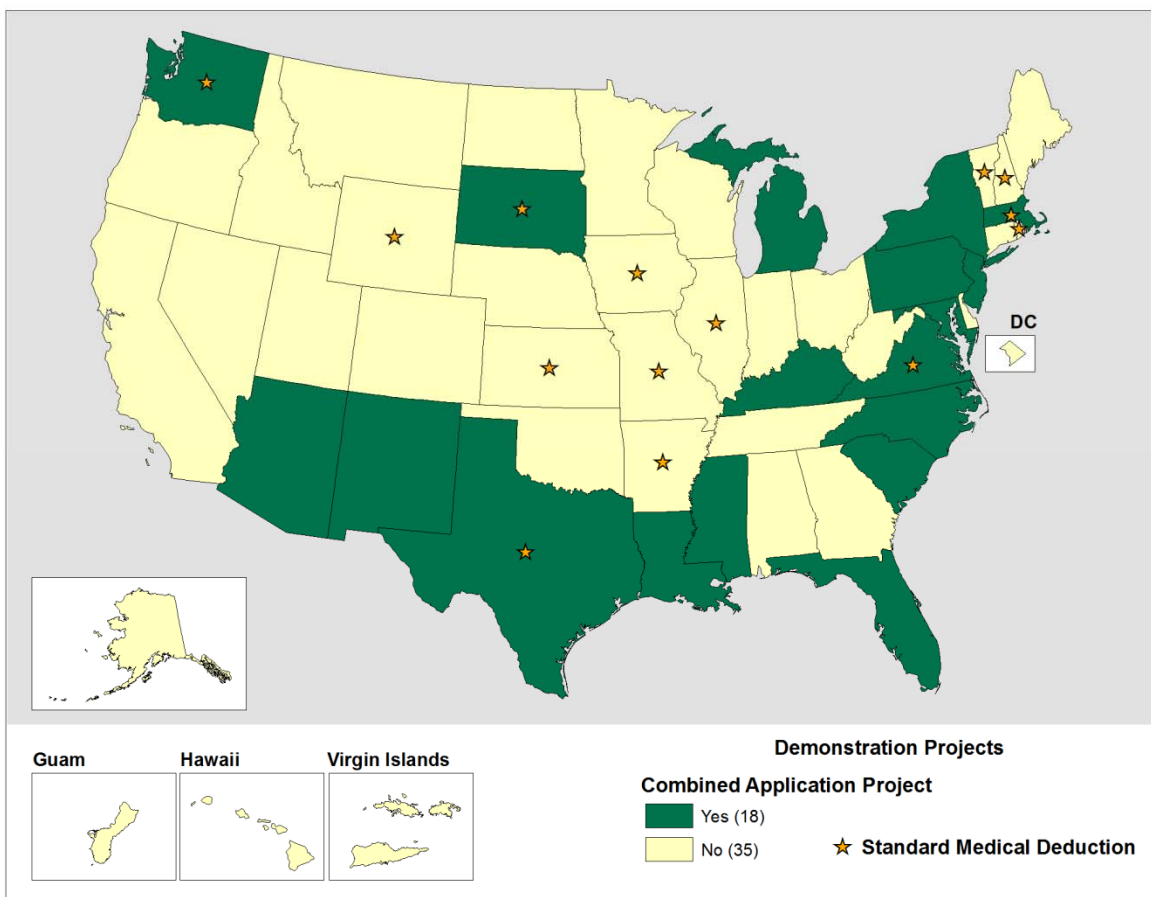 DC
Guam
Hawaii
Virgin Islands
Demonstration Projects
Combined Application Project
Yes (18)
No (35)
Standard Medical Deduction